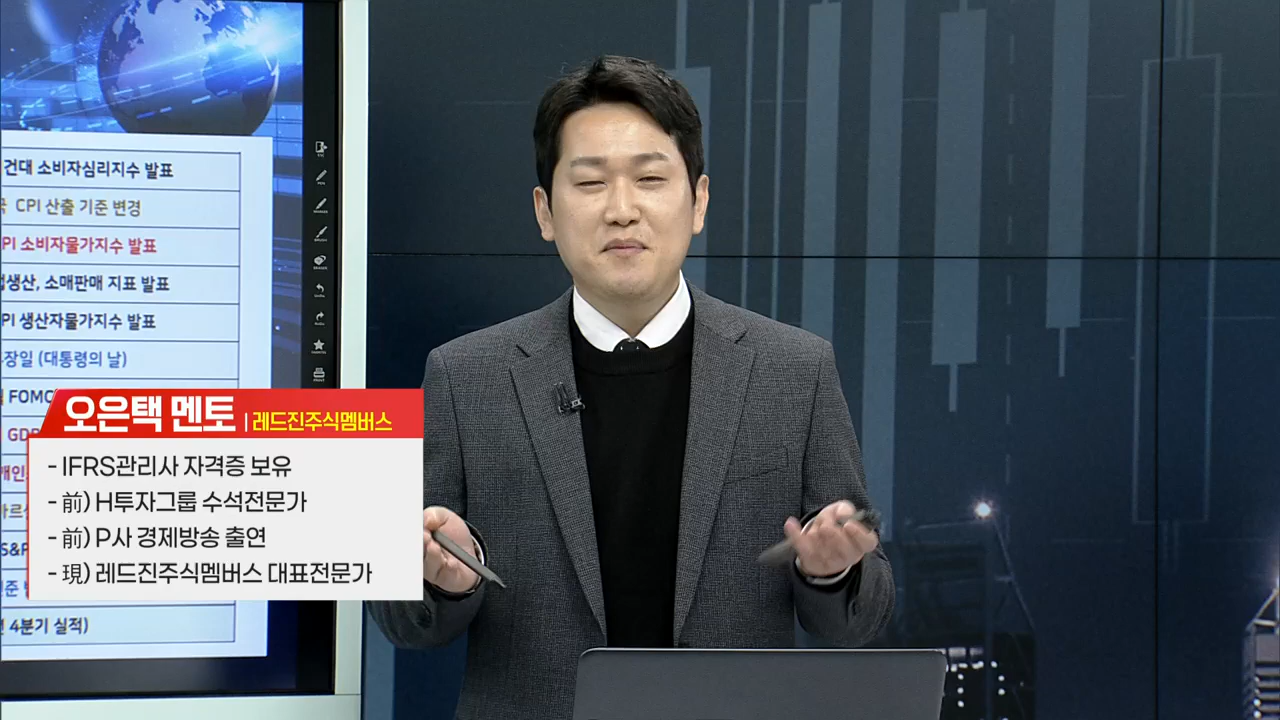 건대 소비자심리지수 발표
CPI 산출 기준 변경
PI 소비자물가지수 발표
업생산, 소매판매 지표 발표
PI 생산자물가지수 발표
장일 (대통령의 날)
FOMC
GDP
오은택 멘토 | 레드진주식멤버스
- IFRS관리사 자격증 보유
- 前) H투자그룹 수석전문가
- 前) P사 경제방송 출연
- 現) 레드진주식멤버스 대표전문가
개인
S&P
4분기 실적)